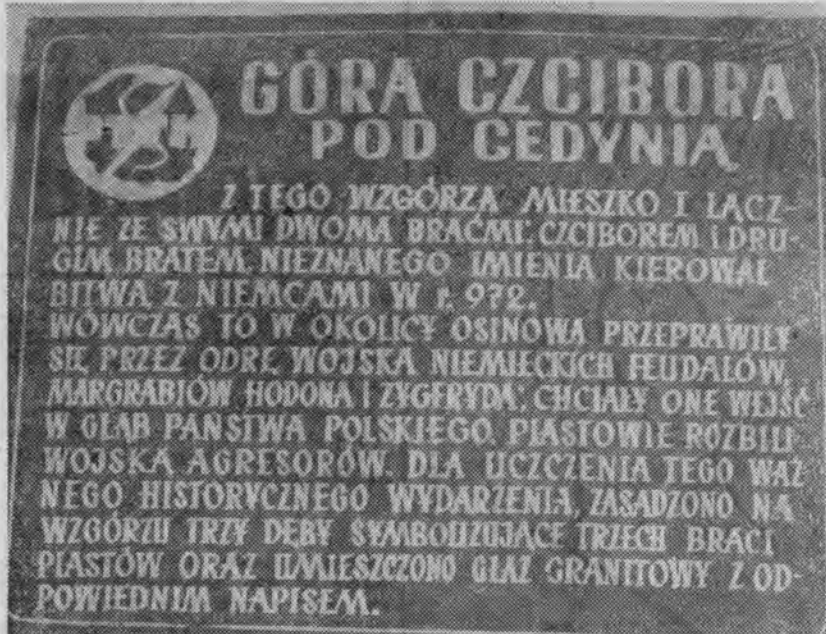 GÓRA CZCIBORA
POD CEDYNIĄ
Z TEGO WZGÓRZA MIESZKO I ŁĄCZ-
NIE ZE SWYMI DWOMA BRAĆMI: CZCIBOREM I DRU-
GIM BRATEM, NIEZNANEGO IMIENIA KIEROWAŁ
BITWĄ Z NIEMCAMI W r. 972.
WÓWCZAS TO W OKOLICY OSINOWA PRZEPRAWIŁY
SIĘ PRZEZ ODRĘ WOJSKA NIEMIECKICH FEUDAŁÓW,
MARGRABIÓW HODONA I ZYGFRYDA; CHCIAŁY ONE WEJŚĆ
W GŁĄB PAŃSTWA POLSKIEGO. PIASTOWIE ROZBILI
WOJSKA AGRESORÓW. DLA UCZCZENIA TEGO WAŻ-
NEGO HISTORYCZNEGO WYDARZENIA, ZASADZONO NA
WZGÓRZU TRZY DĘBY SYMBOLIZUJĄCE TRZECH BRACI
PIASTÓW ORAZ UMIESZCZONO GŁAZ GRANITOWY Z OD-
POWIEDNIM NAPISEM.